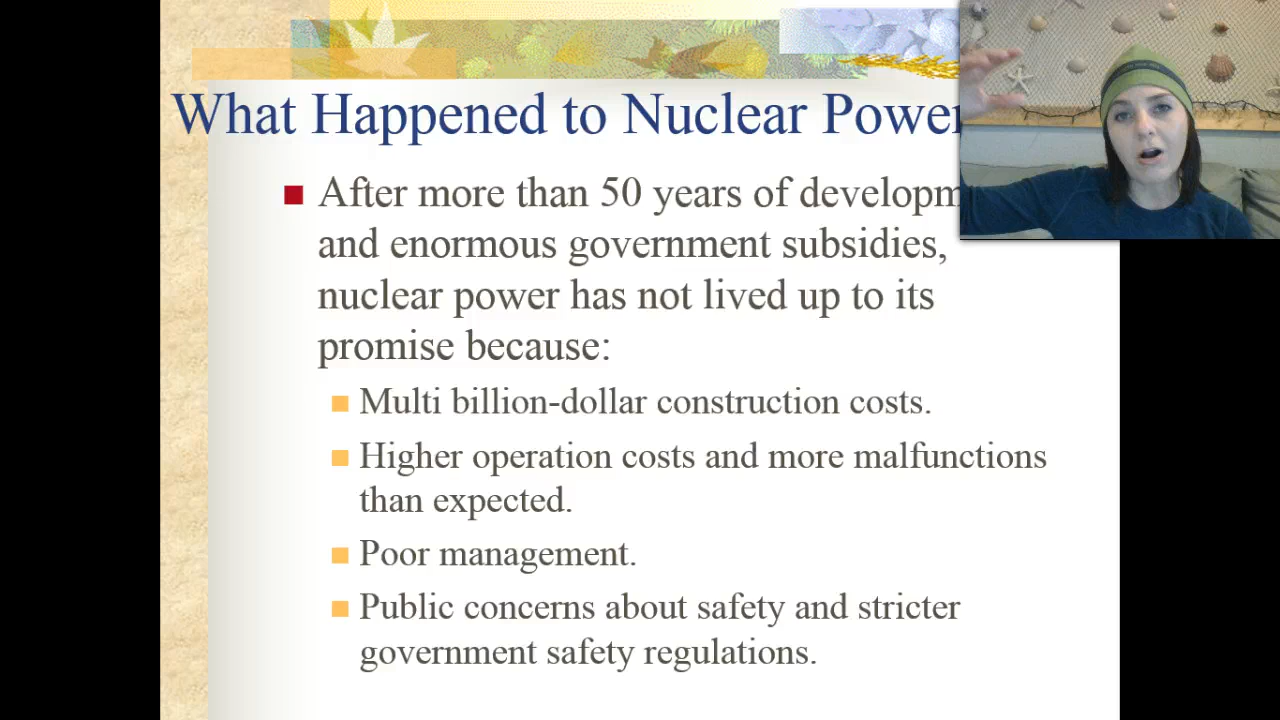 What Happened to Nuclear Power
After more than 50 years of developm
and enormous government subsidies,
nuclear power has not lived up to its
promise because:
Multi billion-dollar construction costs.
Higher operation costs and more malfunctions
than expected.
Poor management.
Public concerns about safety and stricter
government safety regulations.